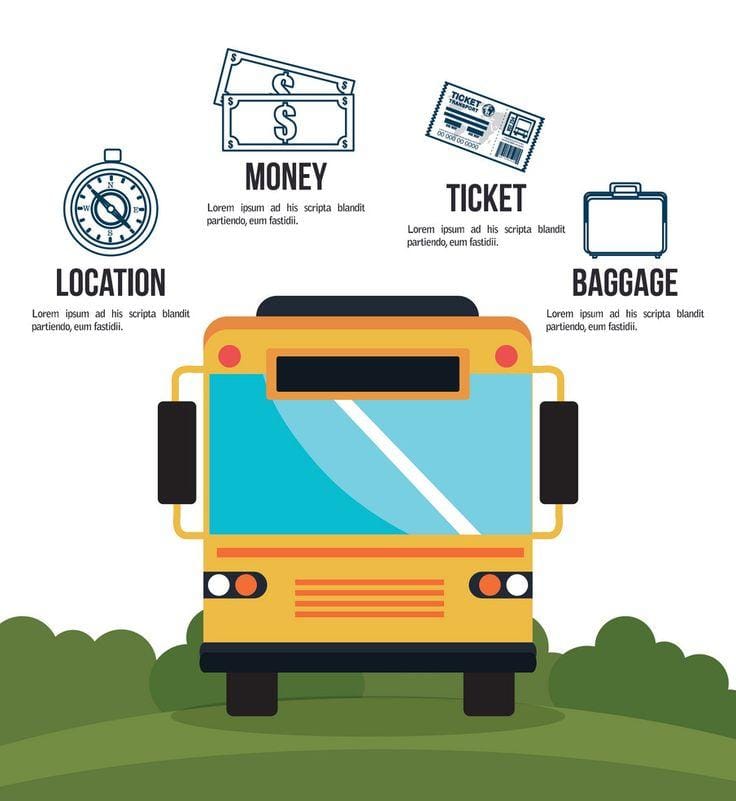 MONEY
Lorem ipsum ad his scripta blandit
partiendo, eum fastidii.
TICKET
TRANSPORT
000 000 00 0000
TICKET
Lorem ipsum ad his scripta blandit
partiendo, eum fastidii.
N
W
E
S
LOCATION
Lorem ipsum ad his scripta blandit
partiendo, eum fastidii.
BAGGAGE
Lorem ipsum ad his scripta blandit
partiendo, eum fastidii.
$
$